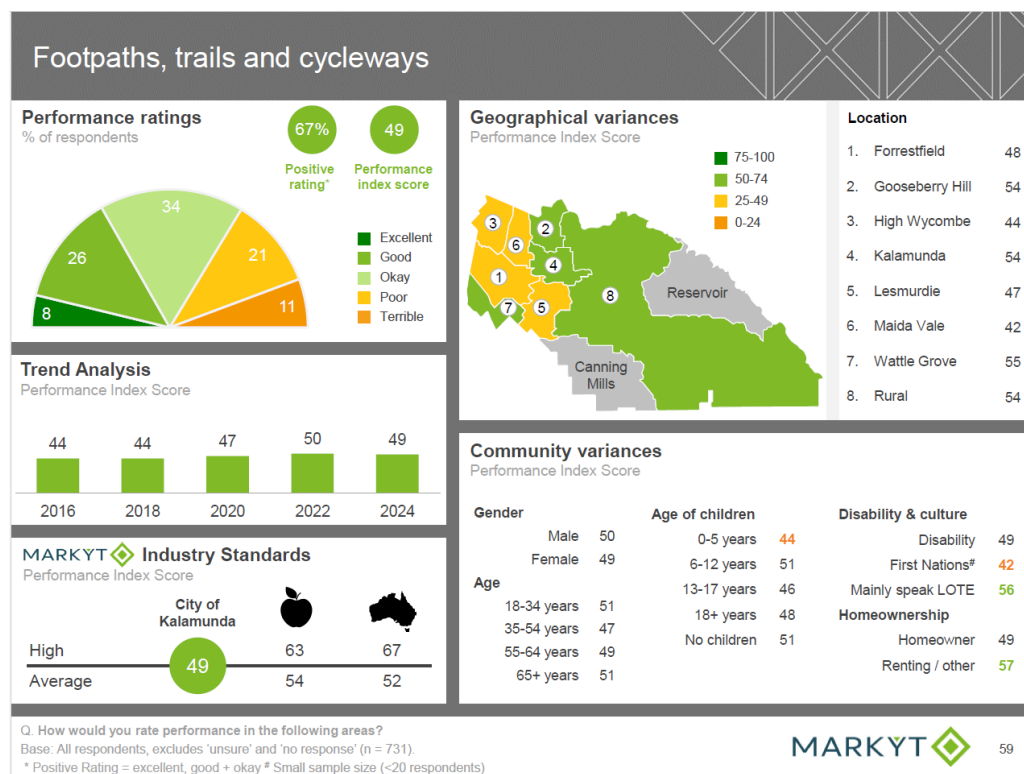 Footpaths, trails and cycleways
Performance ratings
% of respondents
67%
Positive
rating*
49
Performance
index score
8
26
34
21
11
Excellent
Good
Okay
Poor
Terrible
Trend Analysis
Performance Index Score
44 44 47 50 49
2016 2018 2020 2022 2024
MARKYT Industry Standards
Performance Index Score
City of
Kalamunda
49
High 63 67
Average 54 52
Geographical variances
Performance Index Score
75-100
50-74
25-49
0-24
3
2
6
4
1
8
7
5
Reservoir
Canning
Mills
Location
1. Forrestfield 48
2. Gooseberry Hill 54
3. High Wycombe 44
4. Kalamunda 54
5. Lesmurdie 47
6. Maida Vale 42
7. Wattle Grove 55
8. Rural 54
Community variances
Performance Index Score
Gender
Male 50
Female 49
Age
18-34 years 51
35-54 years 47
55-64 years 49
65+ years 51
Age of children
0-5 years 44
6-12 years 51
13-17 years 46
18+ years 48
No children 51
Disability & culture
Disability 49
First Nations# 42
Mainly speak LOTE 56
Homeownership
Homeowner 49
Renting / other 57
Q. How would you rate performance in the following areas?
Base: All respondents, excludes 'unsure' and 'no response' (n = 731).
* Positive Rating = excellent, good + okay # Small sample size (<20 respondents)
MARKYT
59